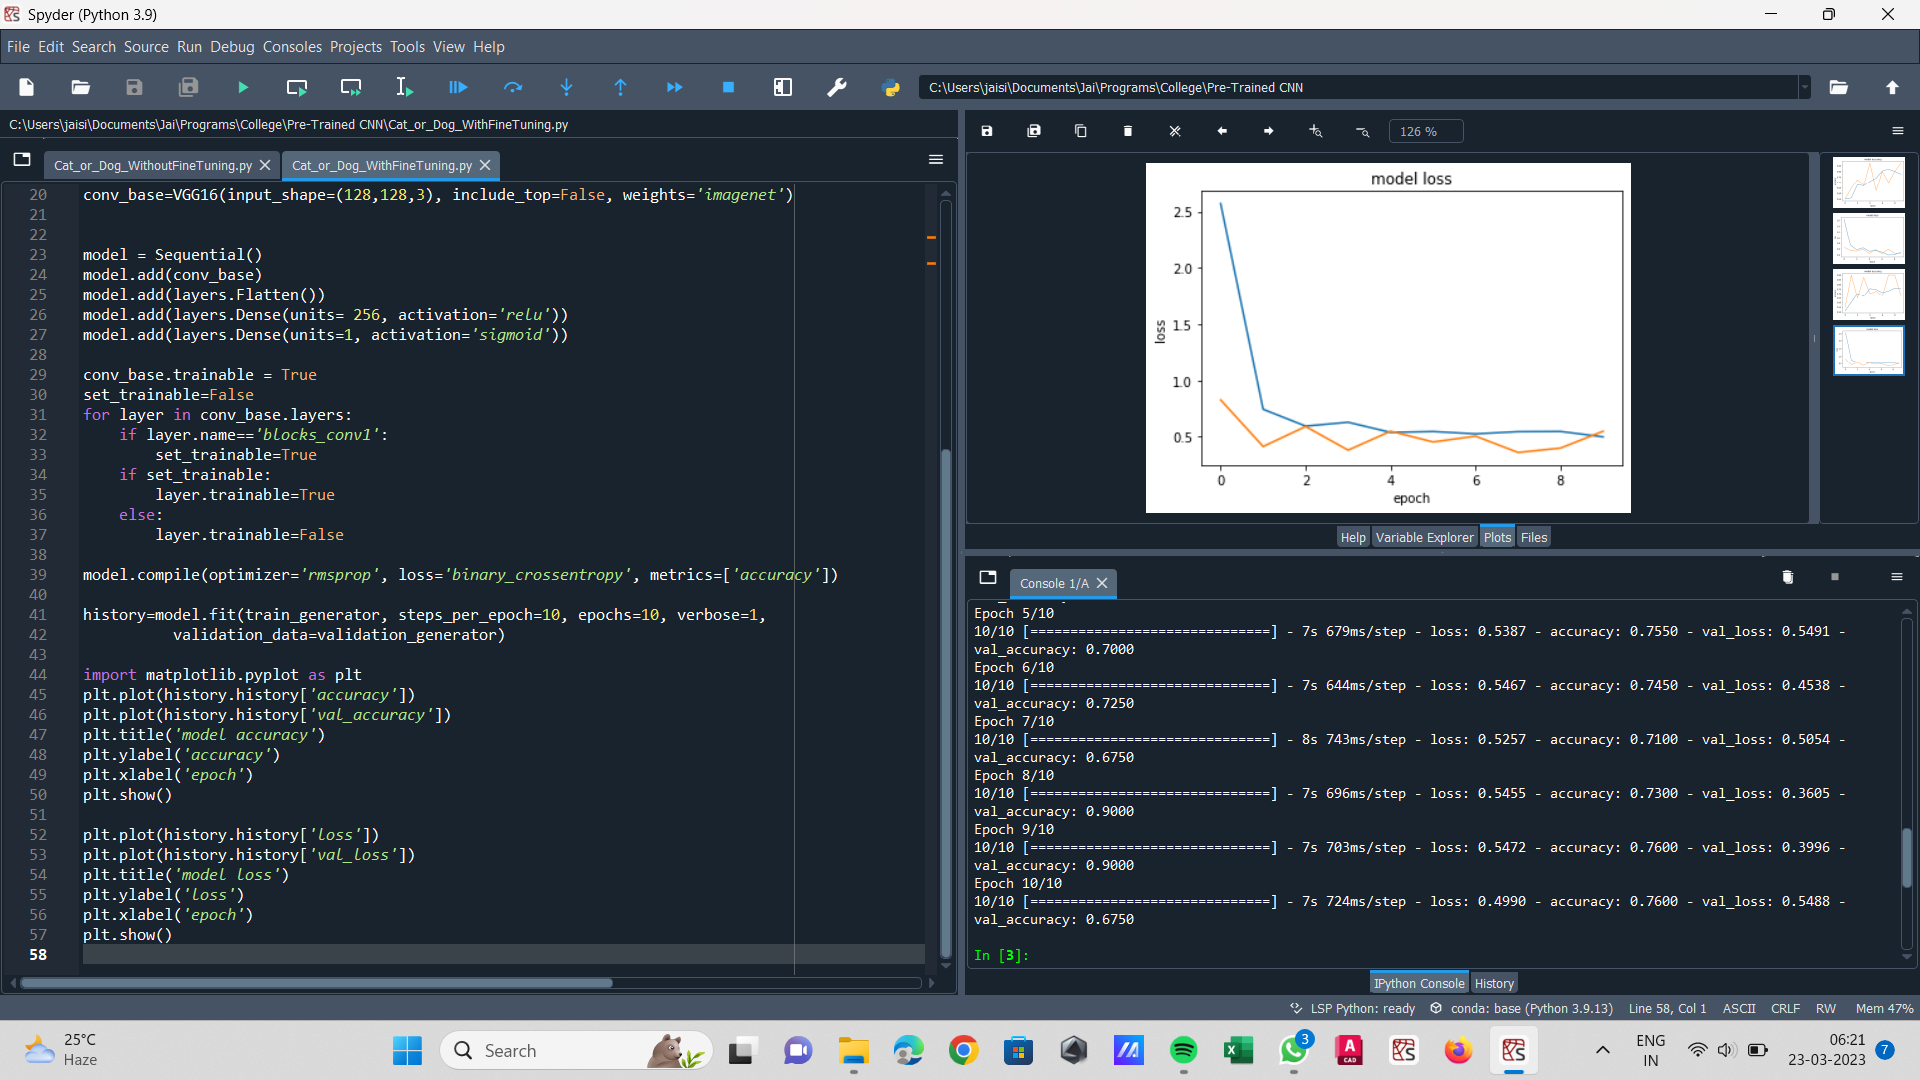 Spyder (Python 3.9)
File Edit Search Source Run Debug Consoles Projects Tools View Help
C:\Users\jaisi\Documents\Jai\Programs\College\Pre-Trained CNN
C:\Users\jaisi\Documents\Jai\Programs\College\Pre-Trained CNN\Cat_or_Dog_WithFineTuning.py
Cat_or_Dog_WithoutFineTuning.py
Cat_or_Dog_WithFineTuning.py
20 conv_base=VGG16(input_shape=(128,128,3), include_top=False, weights='imagenet')
21
22
23 model = Sequential()
24 model.add(conv_base)
25 model.add(layers.Flatten())
26 model.add(layers.Dense(units= 256, activation='relu'))
27 model.add(layers.Dense(units=1, activation='sigmoid'))
28
29 conv_base.trainable = True
30 set_trainable=False
31 for layer in conv_base.layers:
32     if layer.name=='blocks_conv1':
33         set_trainable=True
34     if set_trainable:
35         layer.trainable=True
36     else:
37         layer.trainable=False
38
39 model.compile(optimizer='rmsprop', loss='binary_crossentropy', metrics=['accuracy'])
40
41 history=model.fit(train_generator, steps_per_epoch=10, epochs=10, verbose=1,
42           validation_data=validation_generator)
43
44 import matplotlib.pyplot as plt
45 plt.plot(history.history['accuracy'])
46 plt.plot(history.history['val_accuracy'])
47 plt.title('model accuracy')
48 plt.ylabel('accuracy')
49 plt.xlabel('epoch')
50 plt.show()
51
52 plt.plot(history.history['loss'])
53 plt.plot(history.history['val_loss'])
54 plt.title('model loss')
55 plt.ylabel('loss')
56 plt.xlabel('epoch')
57 plt.show()
58
126 %
model loss
2.5
2.0
1.5
1.0
0.5
loss
0 2 4 6 8
epoch
Help Variable Explorer Plots Files
Console 1/A
Epoch 5/10
10/10 [==============================] - 7s 679ms/step - loss: 0.5387 - accuracy: 0.7550 - val_loss: 0.5491 -
val_accuracy: 0.7000
Epoch 6/10
10/10 [==============================] - 7s 644ms/step - loss: 0.5467 - accuracy: 0.7450 - val_loss: 0.4538 -
val_accuracy: 0.7250
Epoch 7/10
10/10 [==============================] - 8s 743ms/step - loss: 0.5257 - accuracy: 0.7100 - val_loss: 0.5054 -
val_accuracy: 0.6750
Epoch 8/10
10/10 [==============================] - 7s 696ms/step - loss: 0.5455 - accuracy: 0.7300 - val_loss: 0.3605 -
val_accuracy: 0.9000
Epoch 9/10
10/10 [==============================] - 7s 703ms/step - loss: 0.5472 - accuracy: 0.7600 - val_loss: 0.3996 -
val_accuracy: 0.9000
Epoch 10/10
10/10 [==============================] - 7s 724ms/step - loss: 0.4990 - accuracy: 0.7600 - val_loss: 0.5488 -
val_accuracy: 0.6750
In [3]:
IPython Console History
LSP Python: ready conda: base (Python 3.9.13) Line 58, Col 1 ASCII CRLF RW Mem 47%
25°C
Haze
Search
3
CAD
ENG
IN
06:21
23-03-2023
7